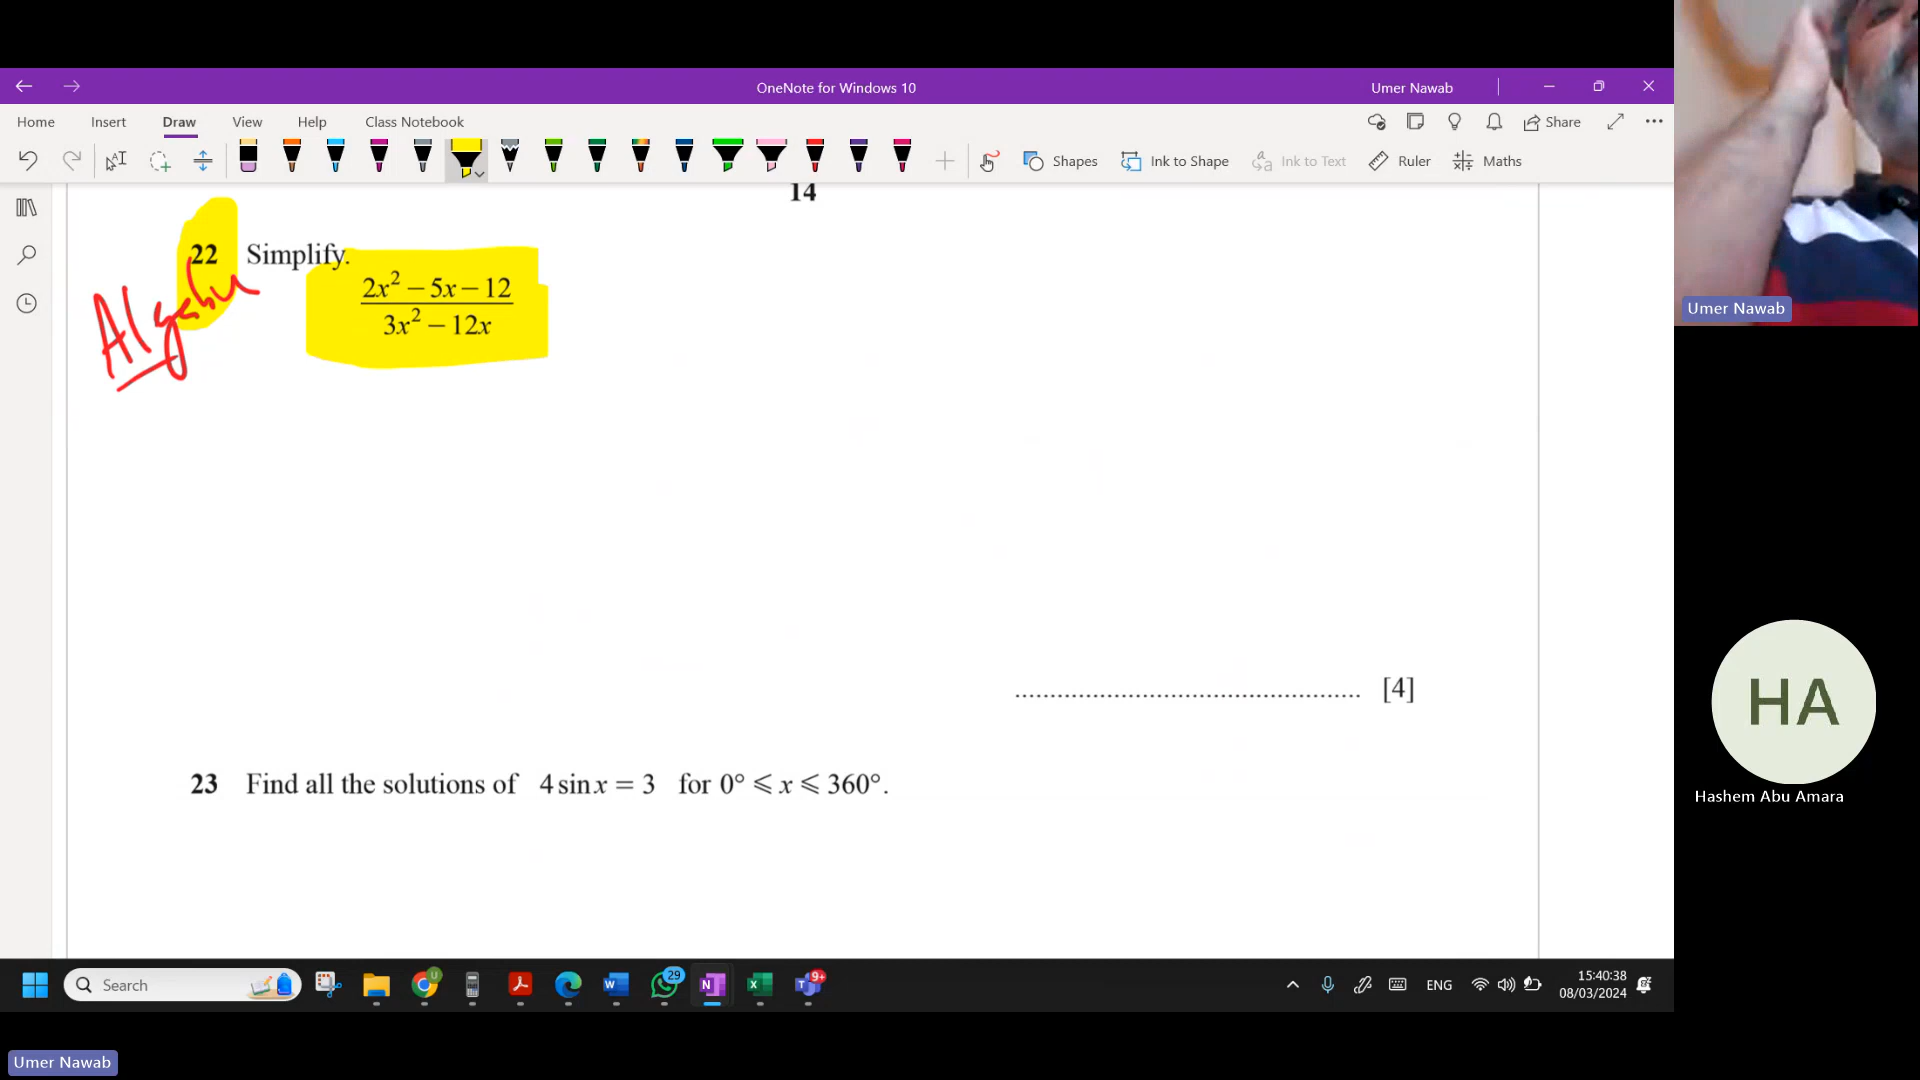 OneNote for Windows 10
Umer Nawab
Home Insert Draw View Help Class Notebook
Share
Shapes Ink to Shape Ink to Text Ruler Maths
14
22 Simplify.
2x² − 5x − 12
3x² − 12x
Algebra
Umer Nawab
[4]
23 Find all the solutions of 4 sin x = 3 for 0° ⩽ x ⩽ 360°.
HA
Hashem Abu Amara
Search
29
9+
ENG
15:40:38
08/03/2024
Umer Nawab